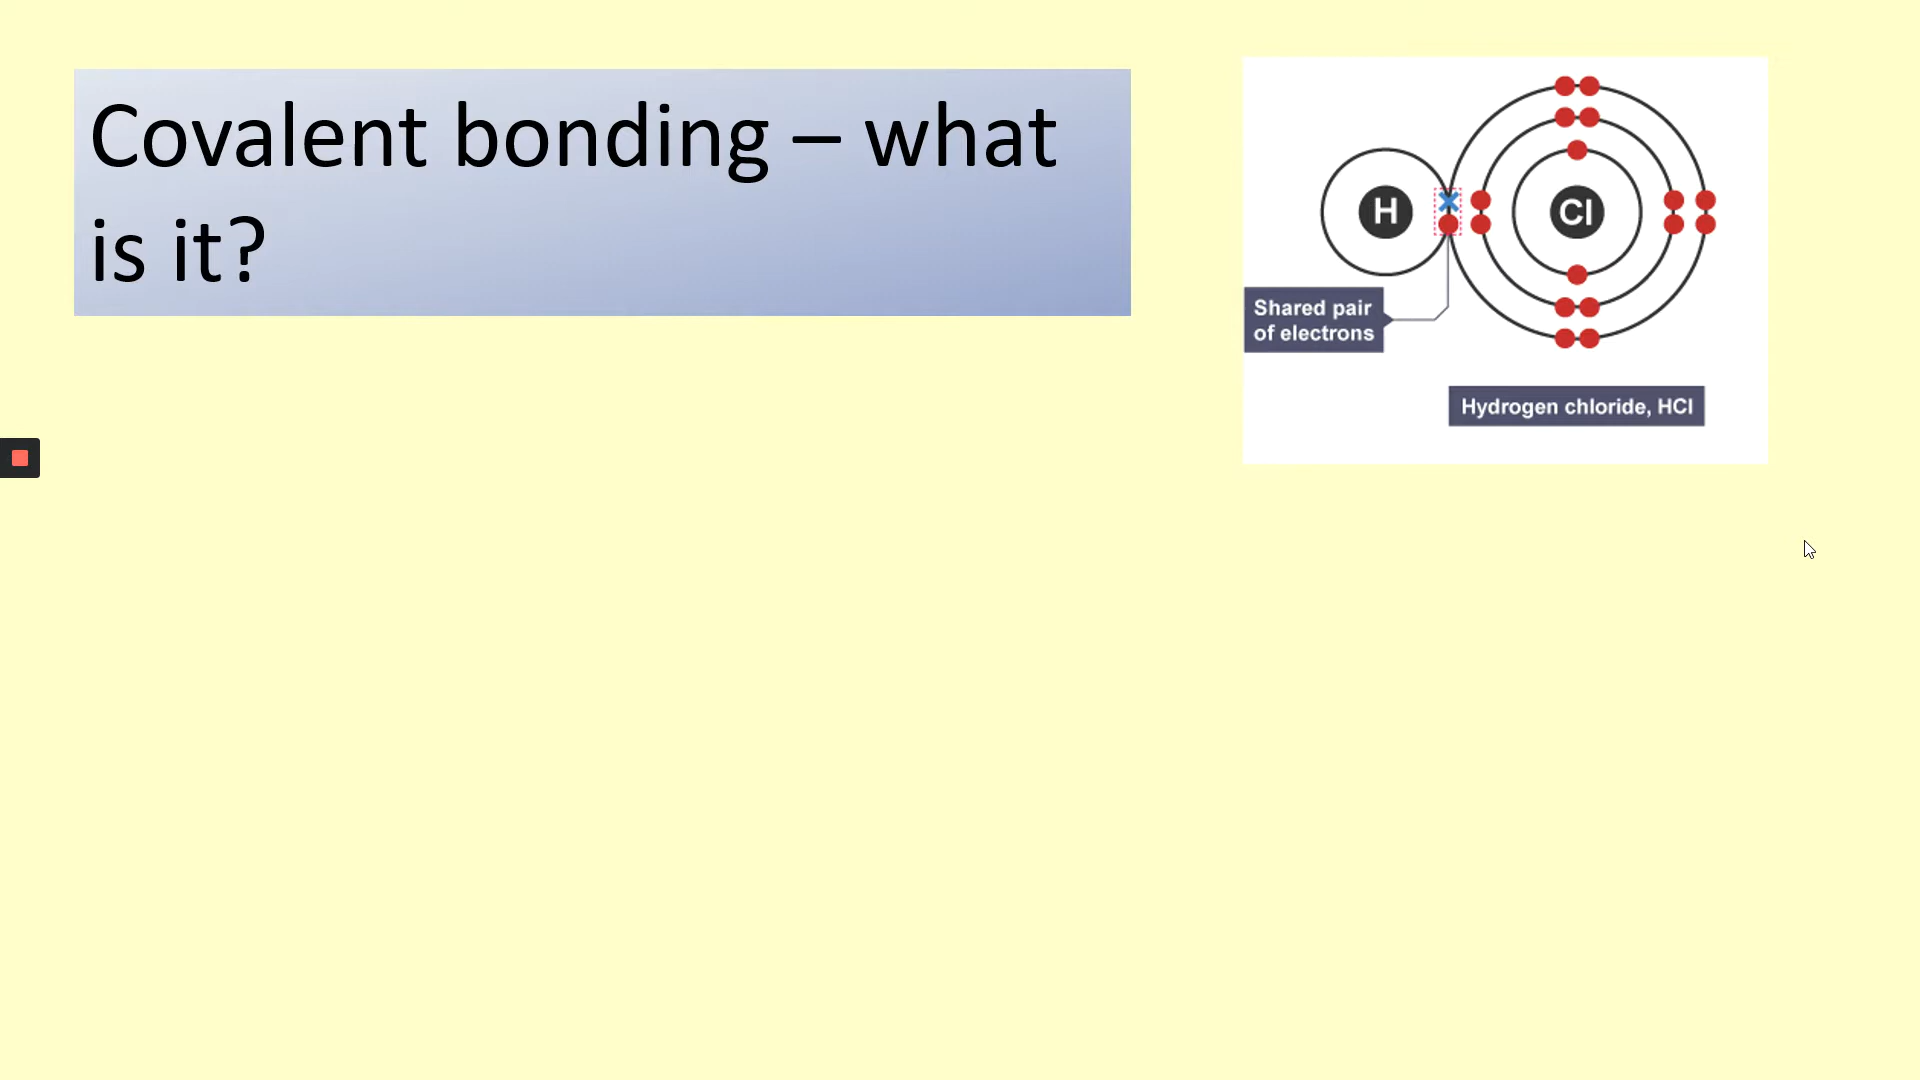 Covalent bonding – what
is it?
H
Cl
Shared pair
of electrons
Hydrogen chloride, HCl